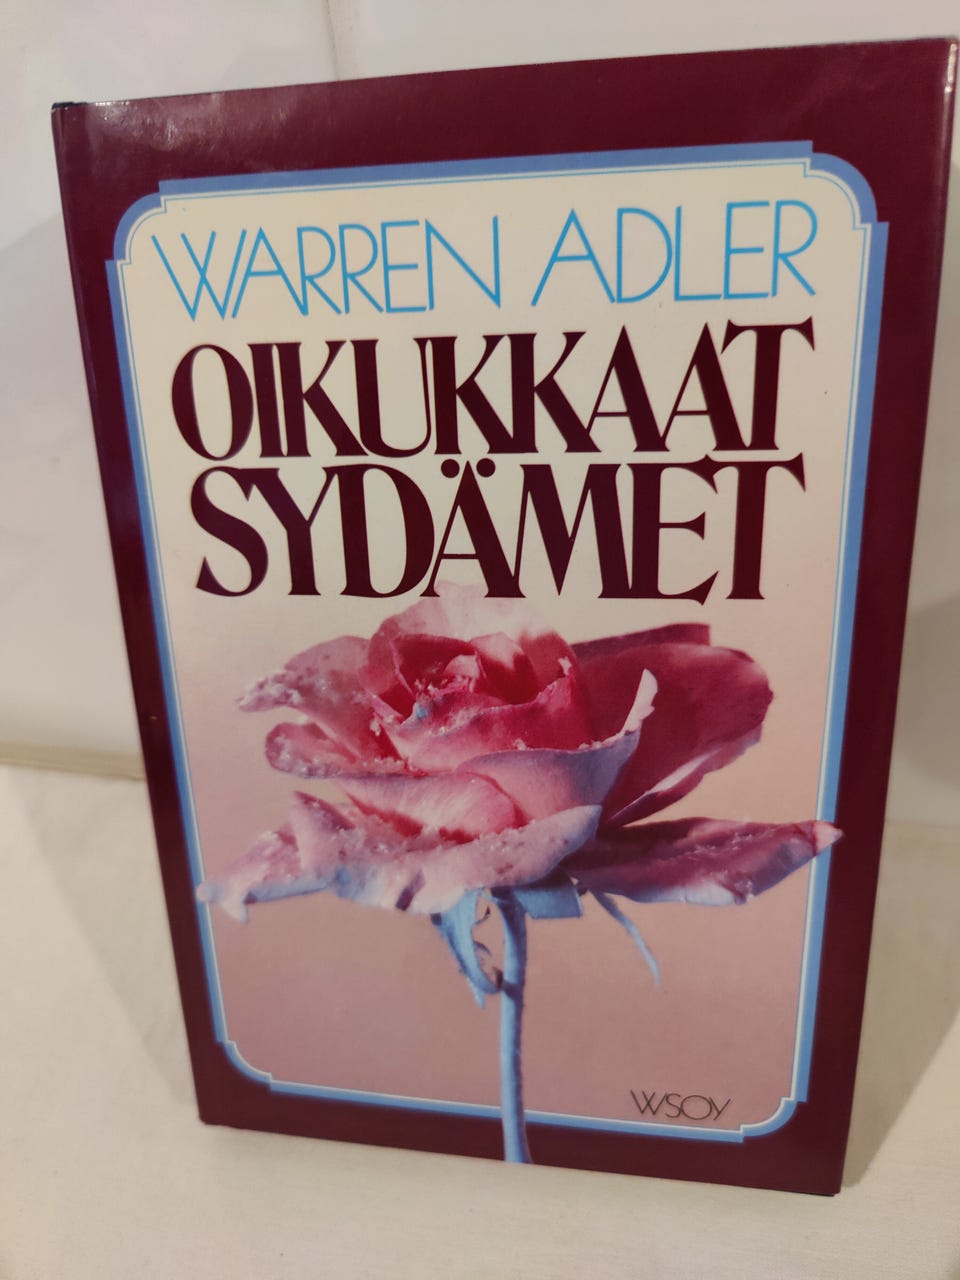 WARREN ADLER
OIKUKKAAT
SYDÄMET
WSOY